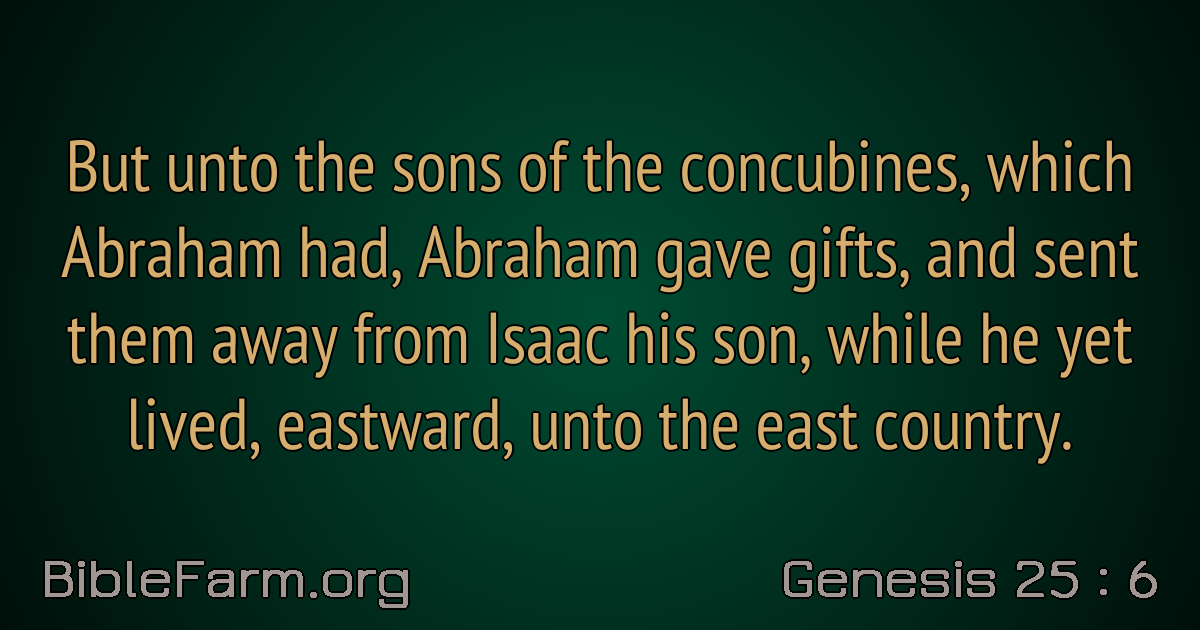 But unto the sons of the concubines, which
Abraham had, Abraham gave gifts, and sent
them away from Isaac his son, while he yet
lived, eastward, unto the east country.
BibleFarm.org
Genesis 25 : 6